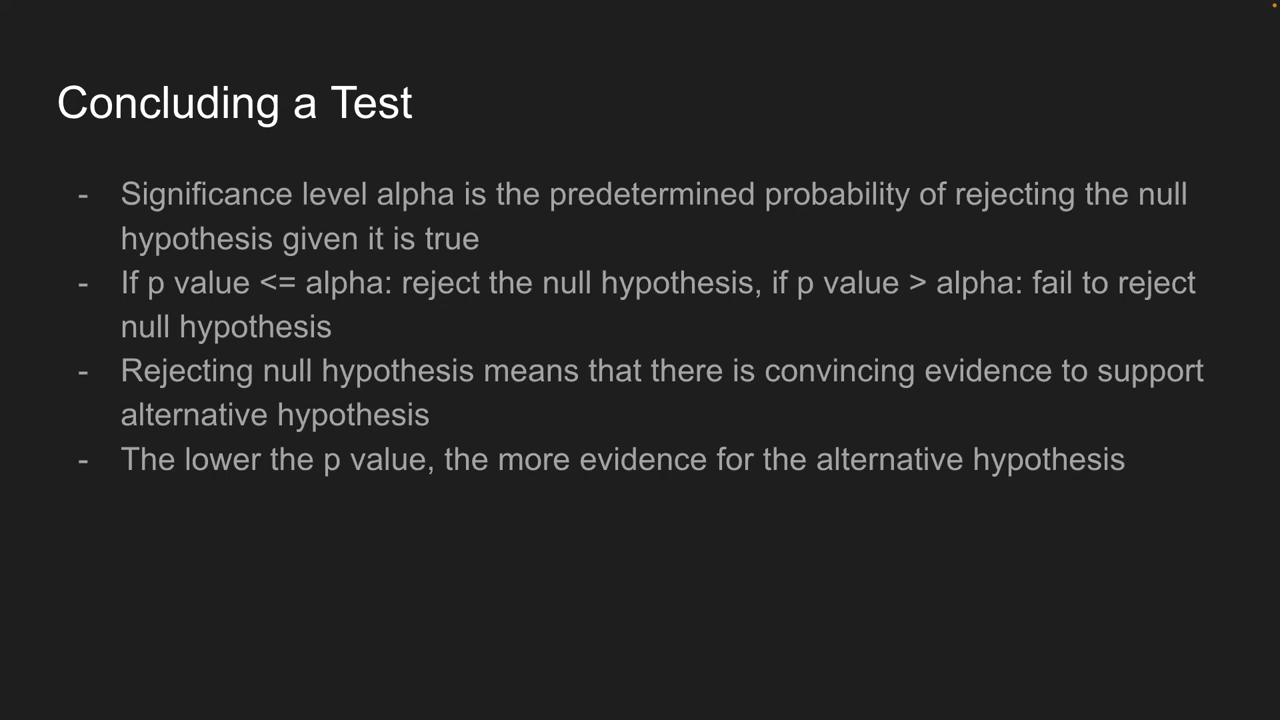 Concluding a Test
- Significance level alpha is the predetermined probability of rejecting the null
hypothesis given it is true
- If p value <= alpha: reject the null hypothesis, if p value > alpha: fail to reject
null hypothesis
- Rejecting null hypothesis means that there is convincing evidence to support
alternative hypothesis
- The lower the p value, the more evidence for the alternative hypothesis